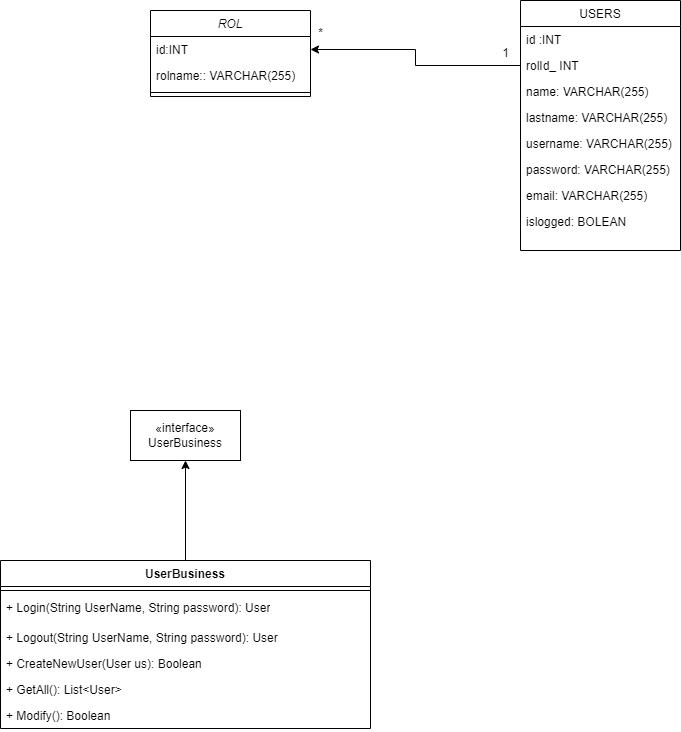 ROL
id:INT
rolname:: VARCHAR(255)
*
1
USERS
id :INT
rolId_ INT
name: VARCHAR(255)
lastname: VARCHAR(255)
username: VARCHAR(255)
password: VARCHAR(255)
email: VARCHAR(255)
islogged: BOLEAN
«interface»
UserBusiness
UserBusiness
+ Login(String UserName, String password): User
+ Logout(String UserName, String password): User
+ CreateNewUser(User us): Boolean
+ GetAll(): List<User>
+ Modify(): Boolean